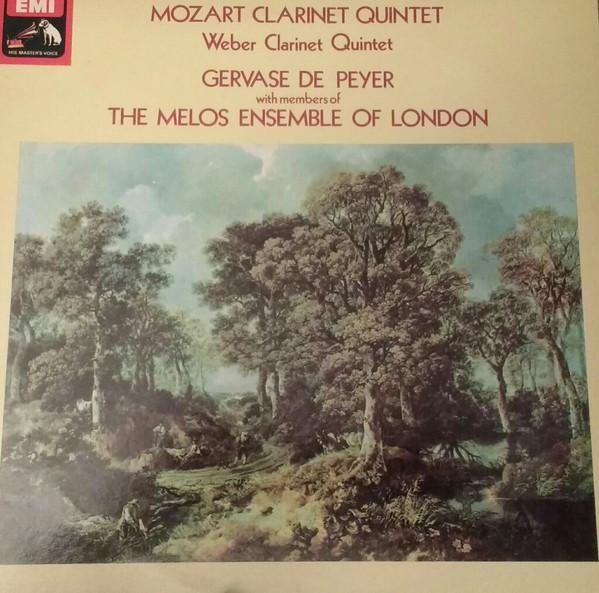 EMI
HIS MASTER'S VOICE
MOZART CLARINET QUINTET
Weber Clarinet Quintet
GERVASE DE PEYER
with members of
THE MELOS ENSEMBLE OF LONDON